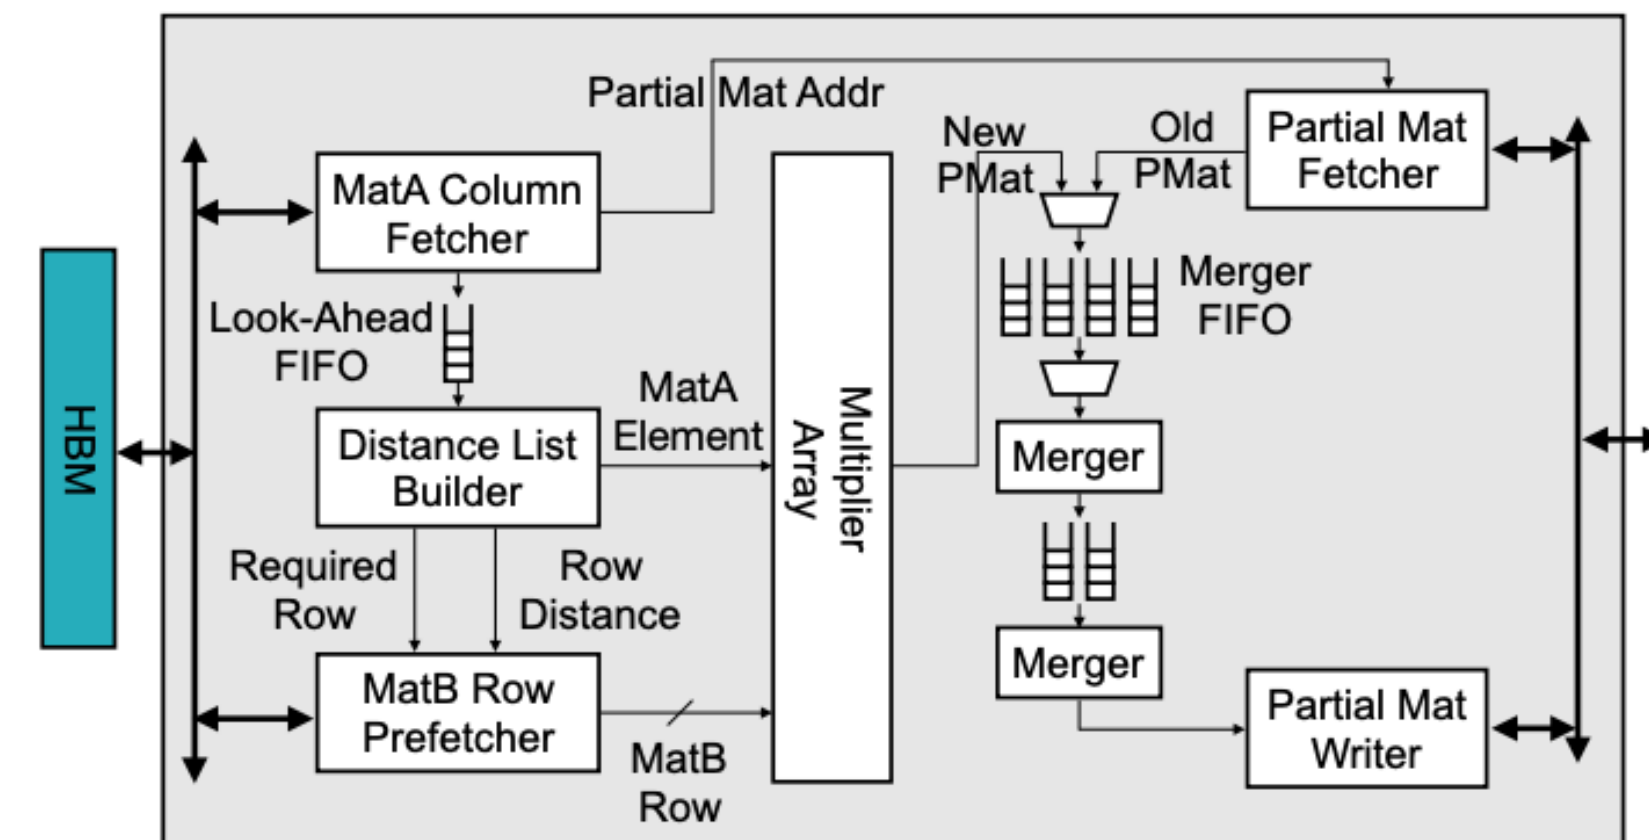 Partial Mat Addr
New
PMat
Old
PMat
Partial Mat
Fetcher
MatA Column
Fetcher
Look-Ahead
FIFO
Merger
FIFO
HBM
MatA
Element
Distance List
Builder
Multiplier
Array
Merger
Required
Row
Row
Distance
Merger
MatB Row
Prefetcher
MatB
Row
Partial Mat
Writer